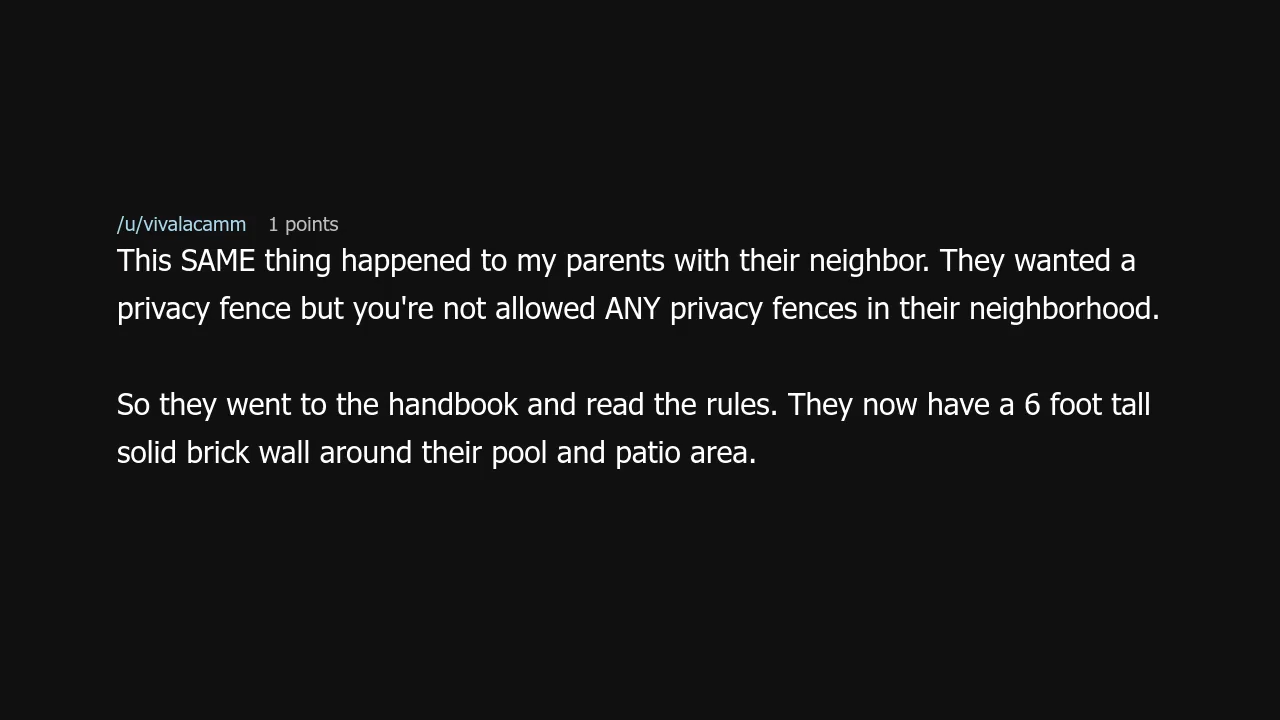 /u/vivalacamm 1 points
This SAME thing happened to my parents with their neighbor. They wanted a
privacy fence but you're not allowed ANY privacy fences in their neighborhood.
So they went to the handbook and read the rules. They now have a 6 foot tall
solid brick wall around their pool and patio area.